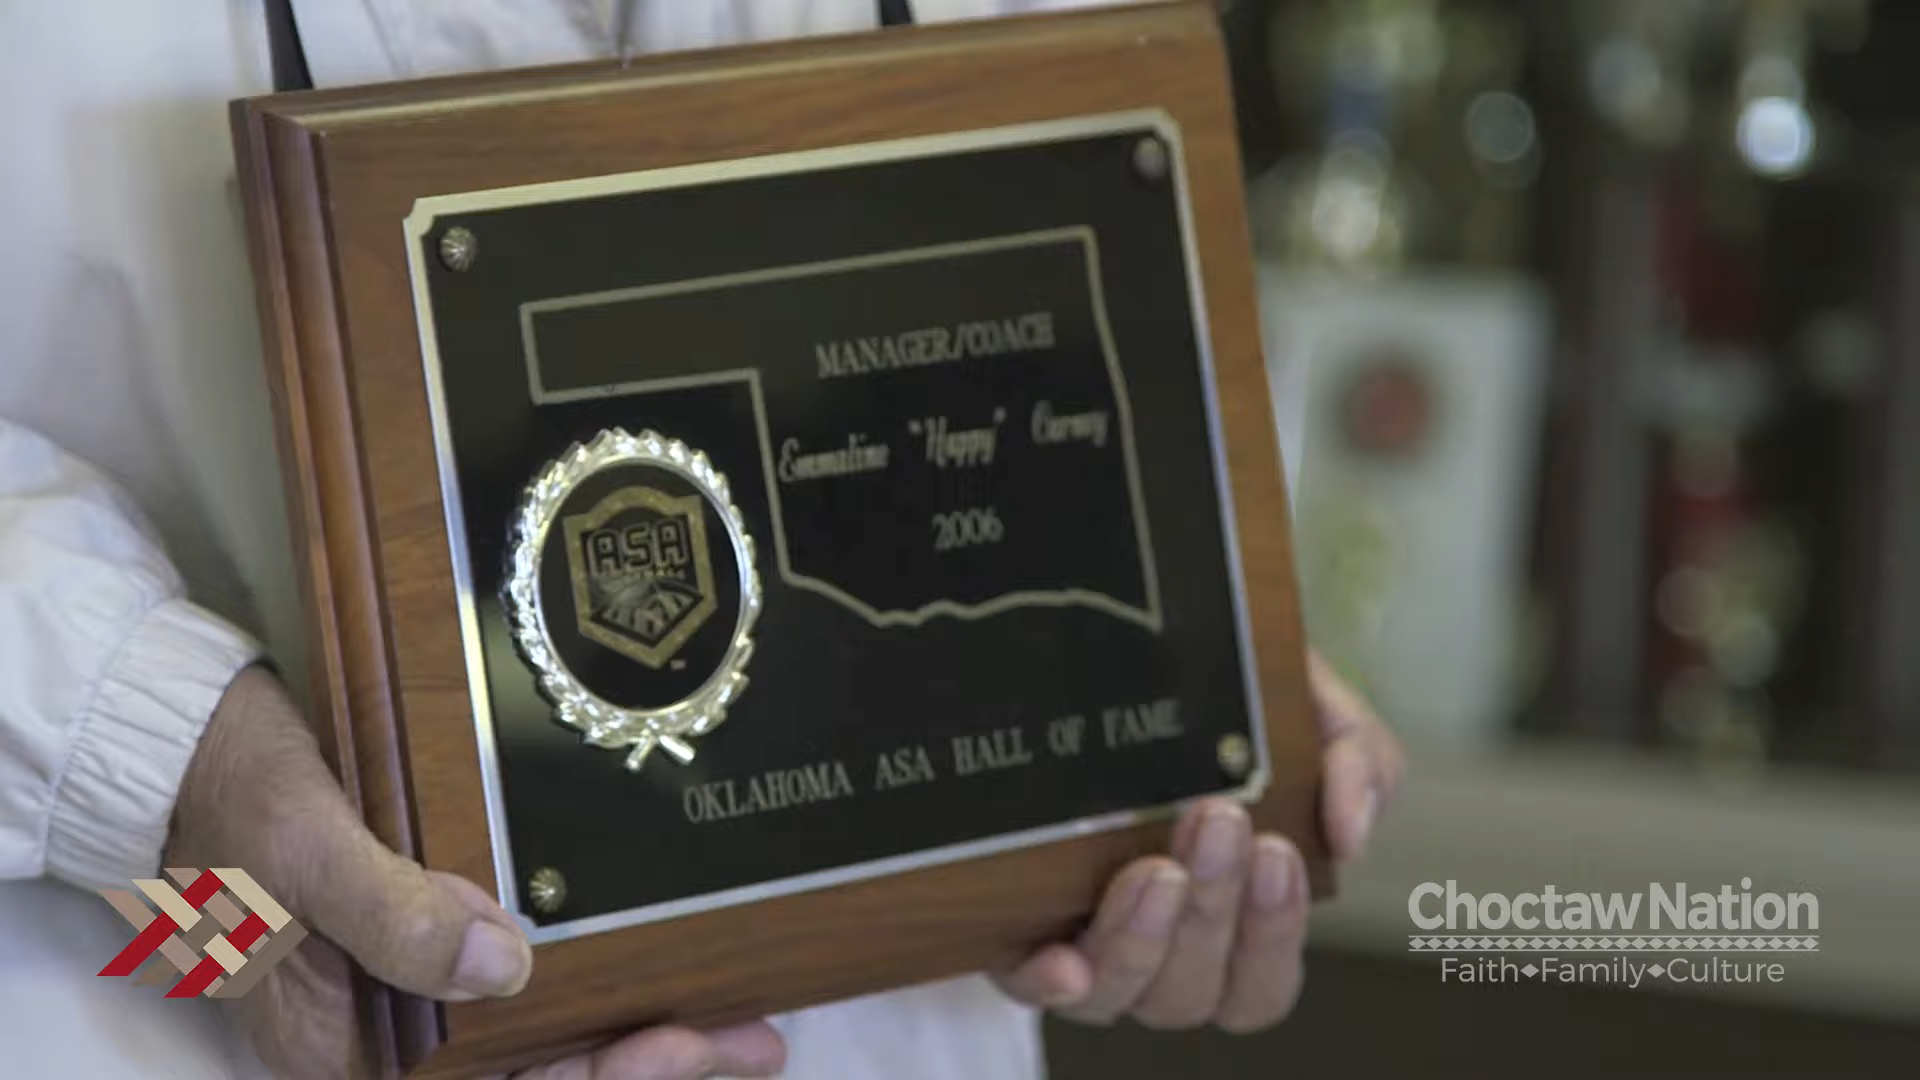 MANAGER/COACH
Emmaline "Happy" Carney
2006
ASA
OKLAHOMA ASA HALL OF FAME
Choctaw Nation
Faith◆Family◆Culture